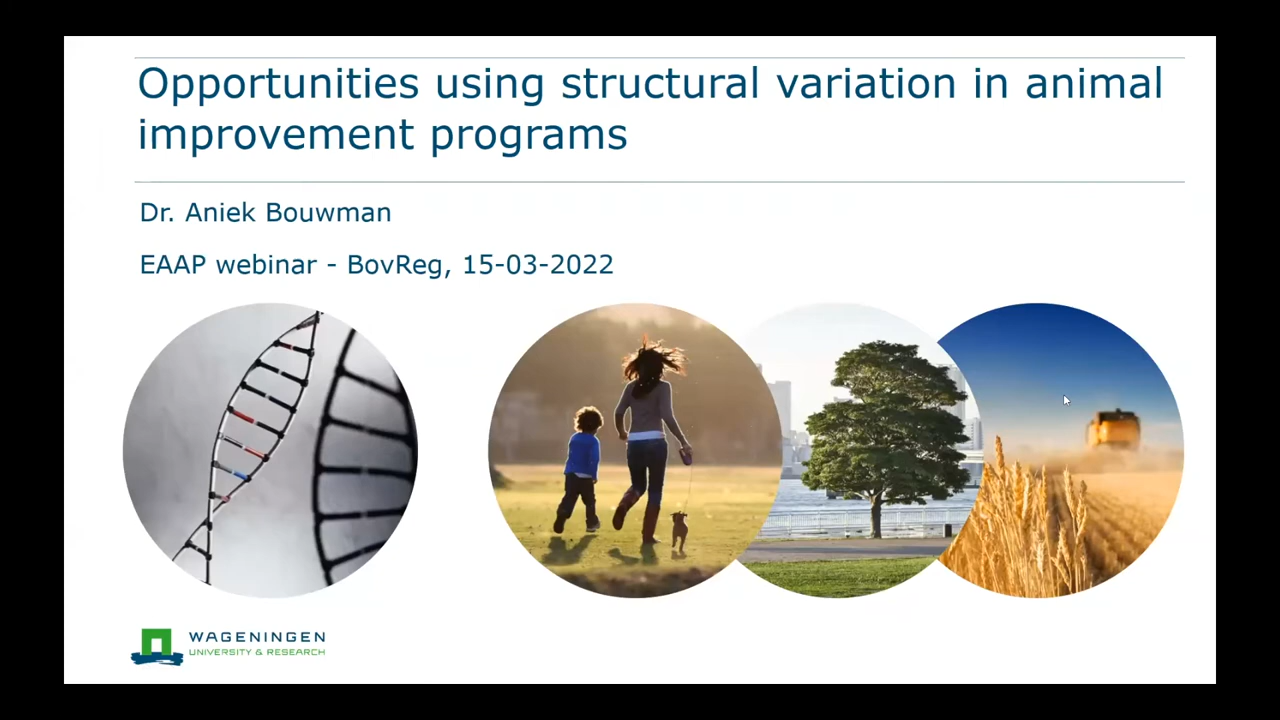 Opportunities using structural variation in animal
improvement programs
Dr. Aniek Bouwman
EAAP webinar - BovReg, 15-03-2022
WAGENINGEN
UNIVERSITY & RESEARCH